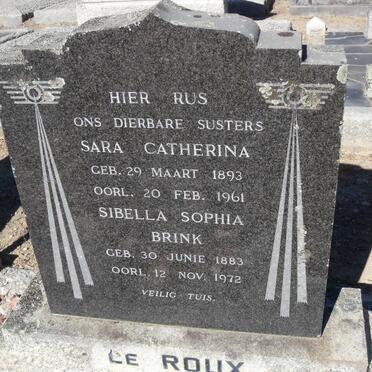 HIER RUS
ONS DIERBARE SUSTERS
SARA CATHERINA
GEB. 29 MAART 1893
OORL. 20 FEB. 1961
SIBELLA SOPHIA
BRINK
GEB. 30 JUNIE 1883
OORL. 12 NOV. 1972
VEILIG TUIS.
LE ROUX